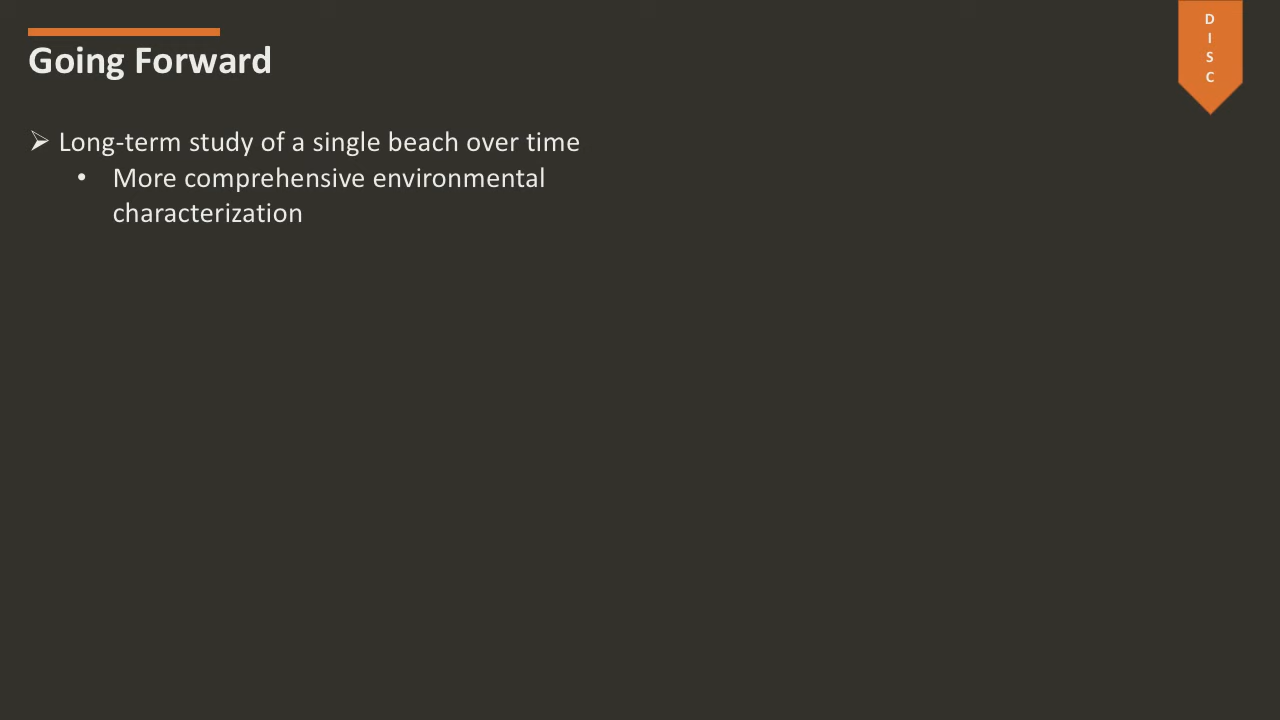 Going Forward
D
I
S
C
➢ Long-term study of a single beach over time
• More comprehensive environmental
characterization